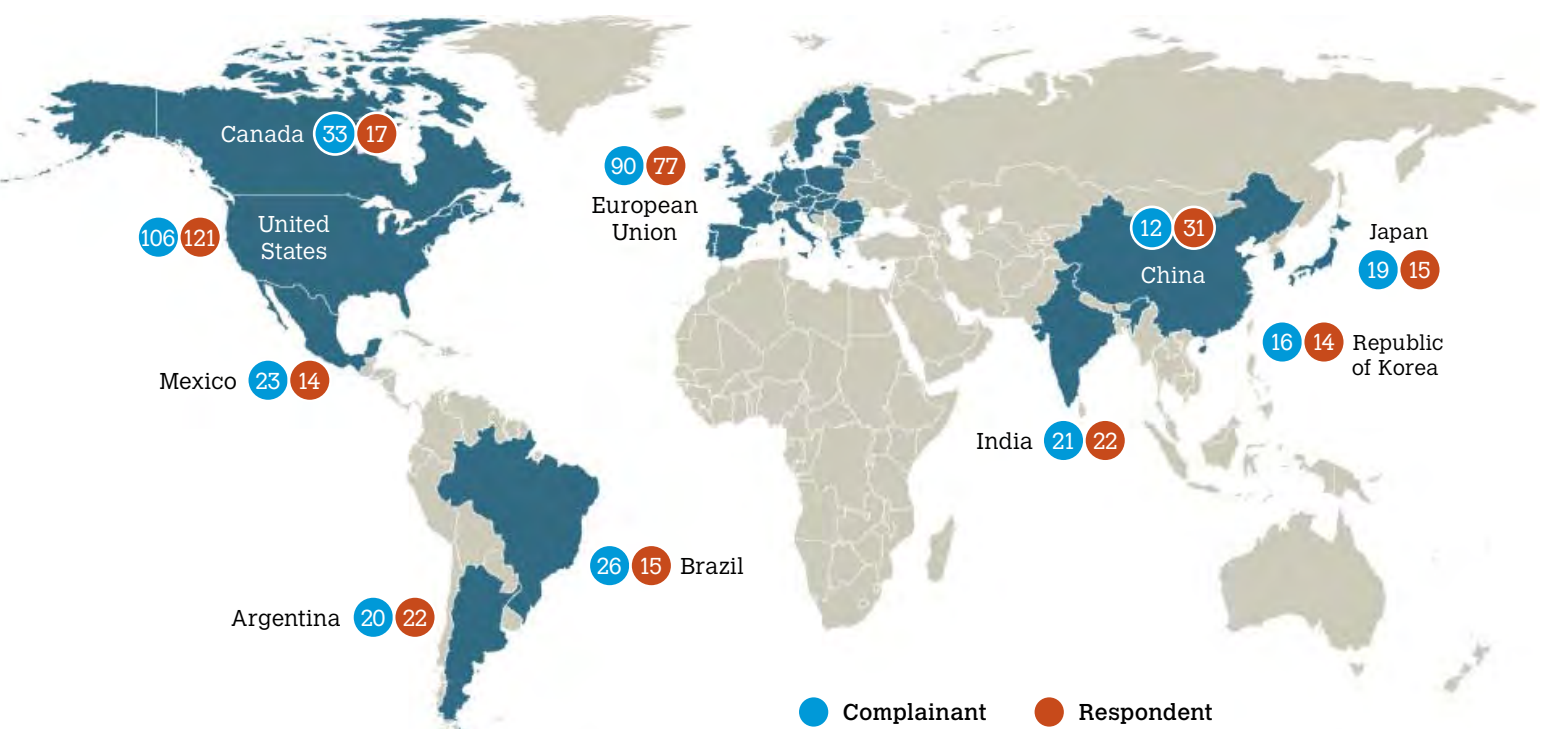 Canada 33 17
90 77
European
Union
United
States
106 121
12 31
China
Japan
19 15
16 14 Republic
of Korea
Mexico 23 14
India 21 22
26 15 Brazil
Argentina 20 22
Complainant Respondent